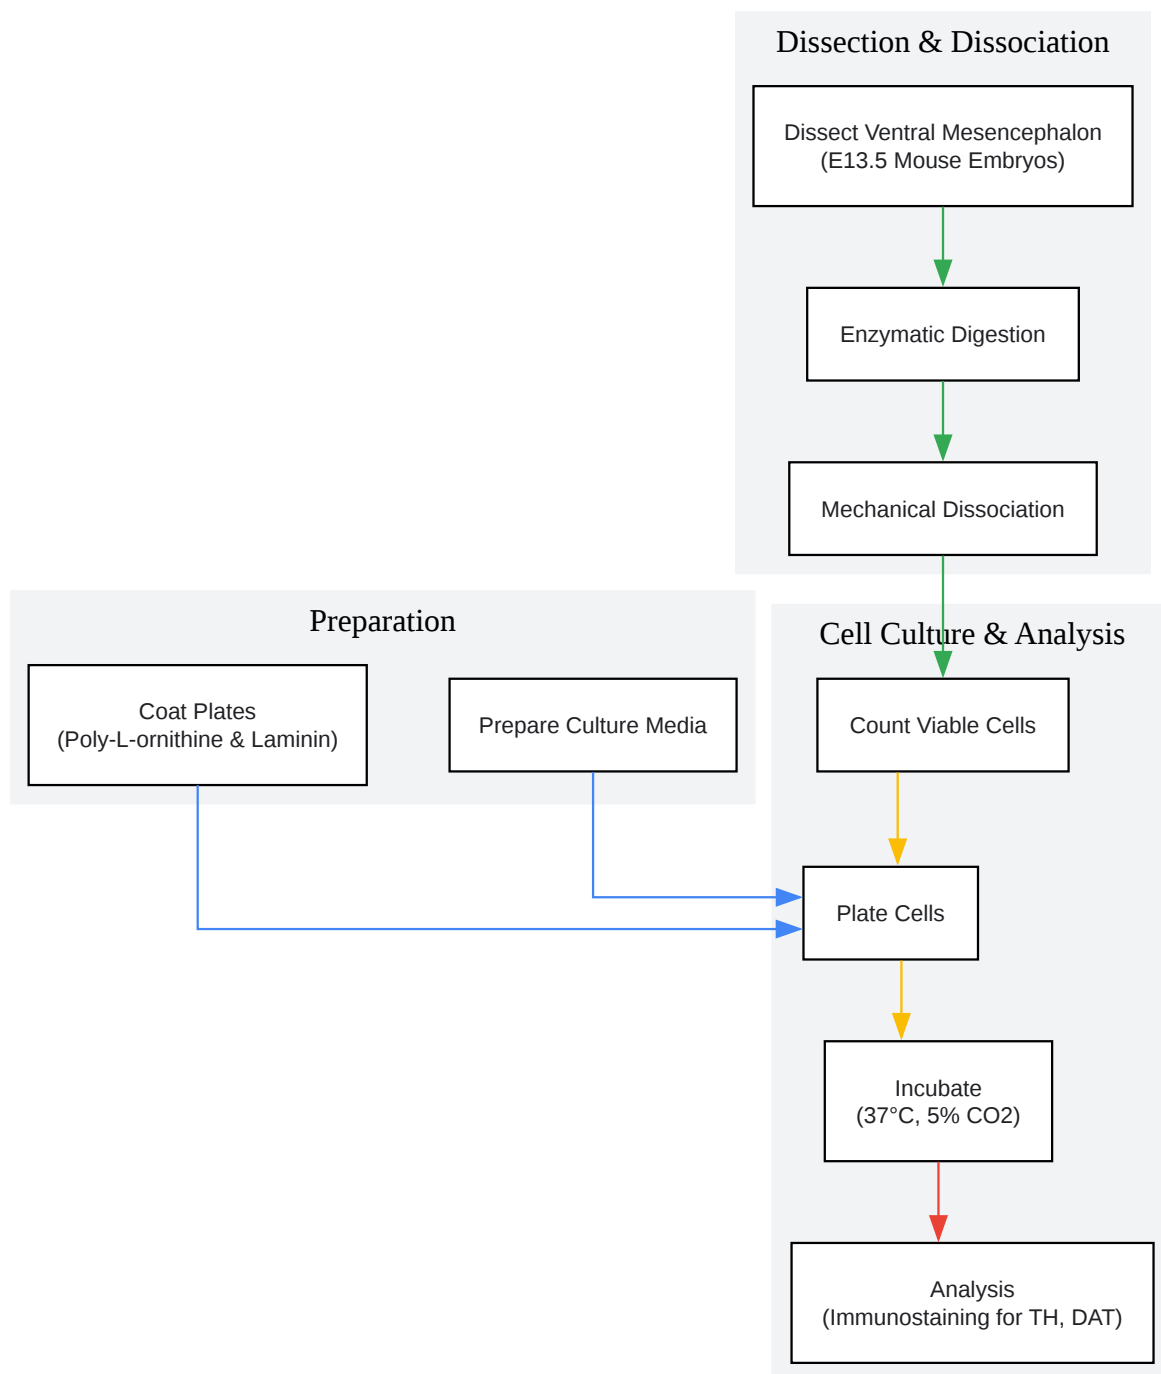 Dissection & Dissociation
Dissect Ventral Mesencephalon
(E13.5 Mouse Embryos)
Enzymatic Digestion
Mechanical Dissociation
Preparation
Coat Plates
(Poly-L-ornithine & Laminin)
Prepare Culture Media
Cell Culture & Analysis
Count Viable Cells
Plate Cells
Incubate
(37°C, 5% CO2)
Analysis
(Immunostaining for TH, DAT)